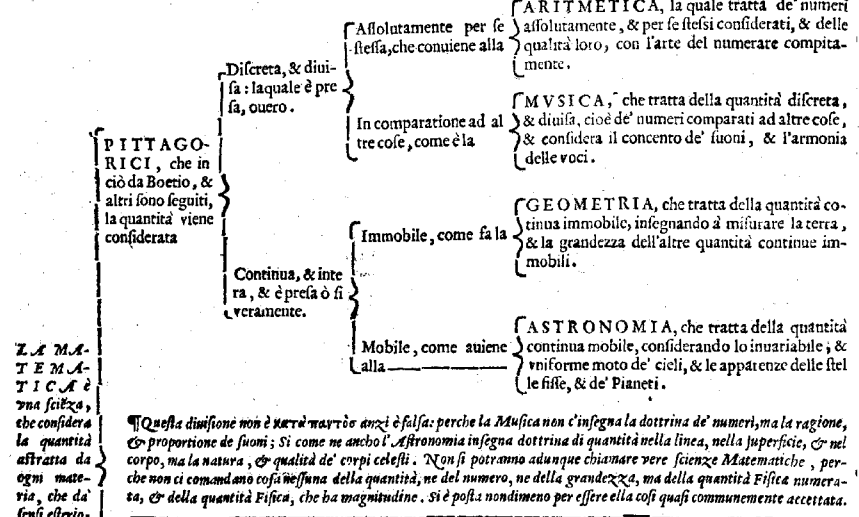 ARITMETICA, la quale tratta de' numeri
Aſſolutamente per ſe
aſſolutamente, & per ſe ſteſsi conſiderati, & delle
ſteſſa, che conuiene alla
qualità loro, con l'arte del numerare compita-
mente.
Diſcreta, & diui-
ſa: laquale è pre
ſa, ouero.
In comparatione ad al
tre coſe, come è la
MVSICA, che tratta della quantità diſcreta,
& diuiſa, cioè de' numeri comparati ad altre coſe,
& conſidera il concento de' ſuoni, & l'armonia
delle voci.
PITTAGO-
RICI, che in
ciò da Boetio, &
altri ſono ſeguiti,
la quantità viene
conſiderata
GEOMETRIA, che tratta della quantità co-
tinua immobile, inſegnando à miſurare la terra,
& la grandezza dell'altre quantità continue im-
mobili.
Immobile, come fa la
Continua, & inte
ra, & è preſa ò ſi
veramente.
Mobile, come auiene
alla
ASTRONOMIA, che tratta della quantità
continua mobile, conſiderando lo inuariabile, &
vniforme moto de' cieli, & le apparenze delle ſtel
le fiſſe, & de' Pianeti.
LA MA-
TEMA-
TICA è
vna ſciẽza,
che conſidera
la quantità
aſtratta da
ogni mate-
ria, che da'
ſenſi eſterio-
¶ Queſta diuiſione non è κατὰ παντὸς anzi è falſa: perche la Muſica non c'inſegna la dottrina de' numeri, ma la ragione,
& proportione de ſuoni; Si come ne ancho l'Aſtronomia inſegna dottrina di quantità nella linea, nella ſuperficie, & nel
corpo, ma la natura, & qualità de' corpi celeſti. Non ſi potranno adunque chiamare vere ſcienze Matematiche, per-
che non ci comandano coſa neſſuna della quantità, ne del numero, ne della grandezza, ma della quantità Fiſica numera-
ta, & della quantità Fiſica, che ha magnitudine. Si è poſta nondimeno per eſſere ella coſi quaſi communemente accettata.